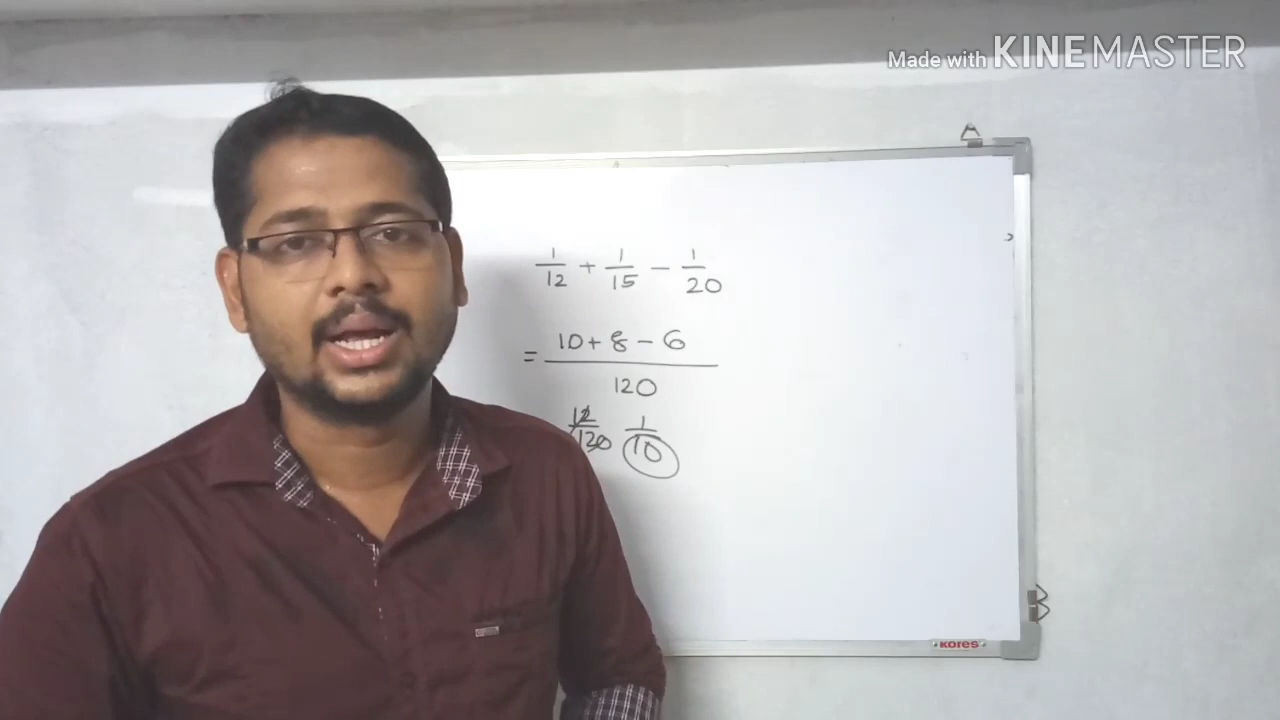 Made with KINEMASTER
A
1/12 + 1/15 - 1/20
= 10 + 8 - 6 / 120
12/120 1/10
B
KORES